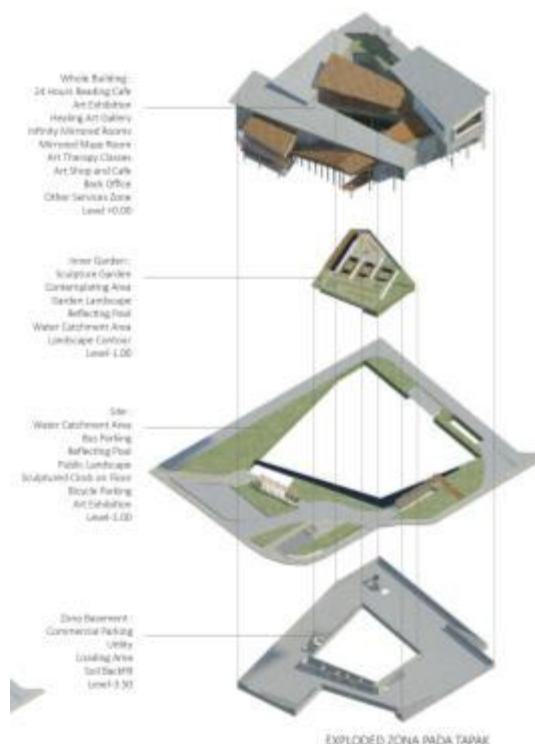 Whole Building :
24 Hours Reading Cafe
Art Exhibition
Healing Art Gallery
Infinity Mirrored Rooms
Mirrored Maze Room
Art Therapy Classes
Art Shop and Cafe
Back Office
Other Services Zone
Level +0.00
Inner Garden :
Sculpture Garden
Contemplating Area
Garden Landscape
Reflecting Pool
Water Catchment Area
Landscape Contour
Level-1.00
Site :
Water Catchment Area
Bus Parking
Reflecting Pool
Public Landscape
Sculptured Clock on Floor
Bicycle Parking
Art Exhibition
Level-1.00
Zona Basement :
Commercial Parking
Utility
Loading Area
Soil Backfill
Level-3.50
EXPLODED ZONA PADA TAPAK